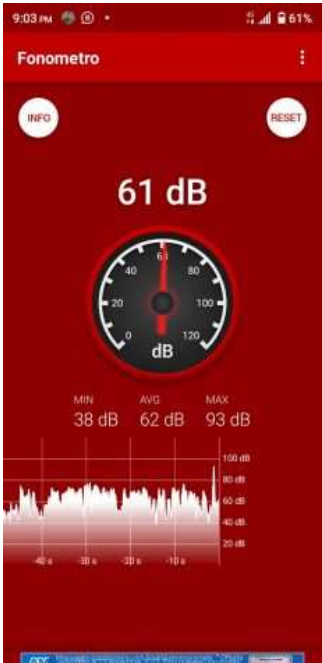 9:03 PM 61%
Fonometro
INFO RESET
61 dB
60
40 80
20 100
0 120
dB
MIN AVG MAX
38 dB 62 dB 93 dB
100 dB
80 dB
60 dB
40 dB
20 dB
-40 s -30 s -20 s -10 s